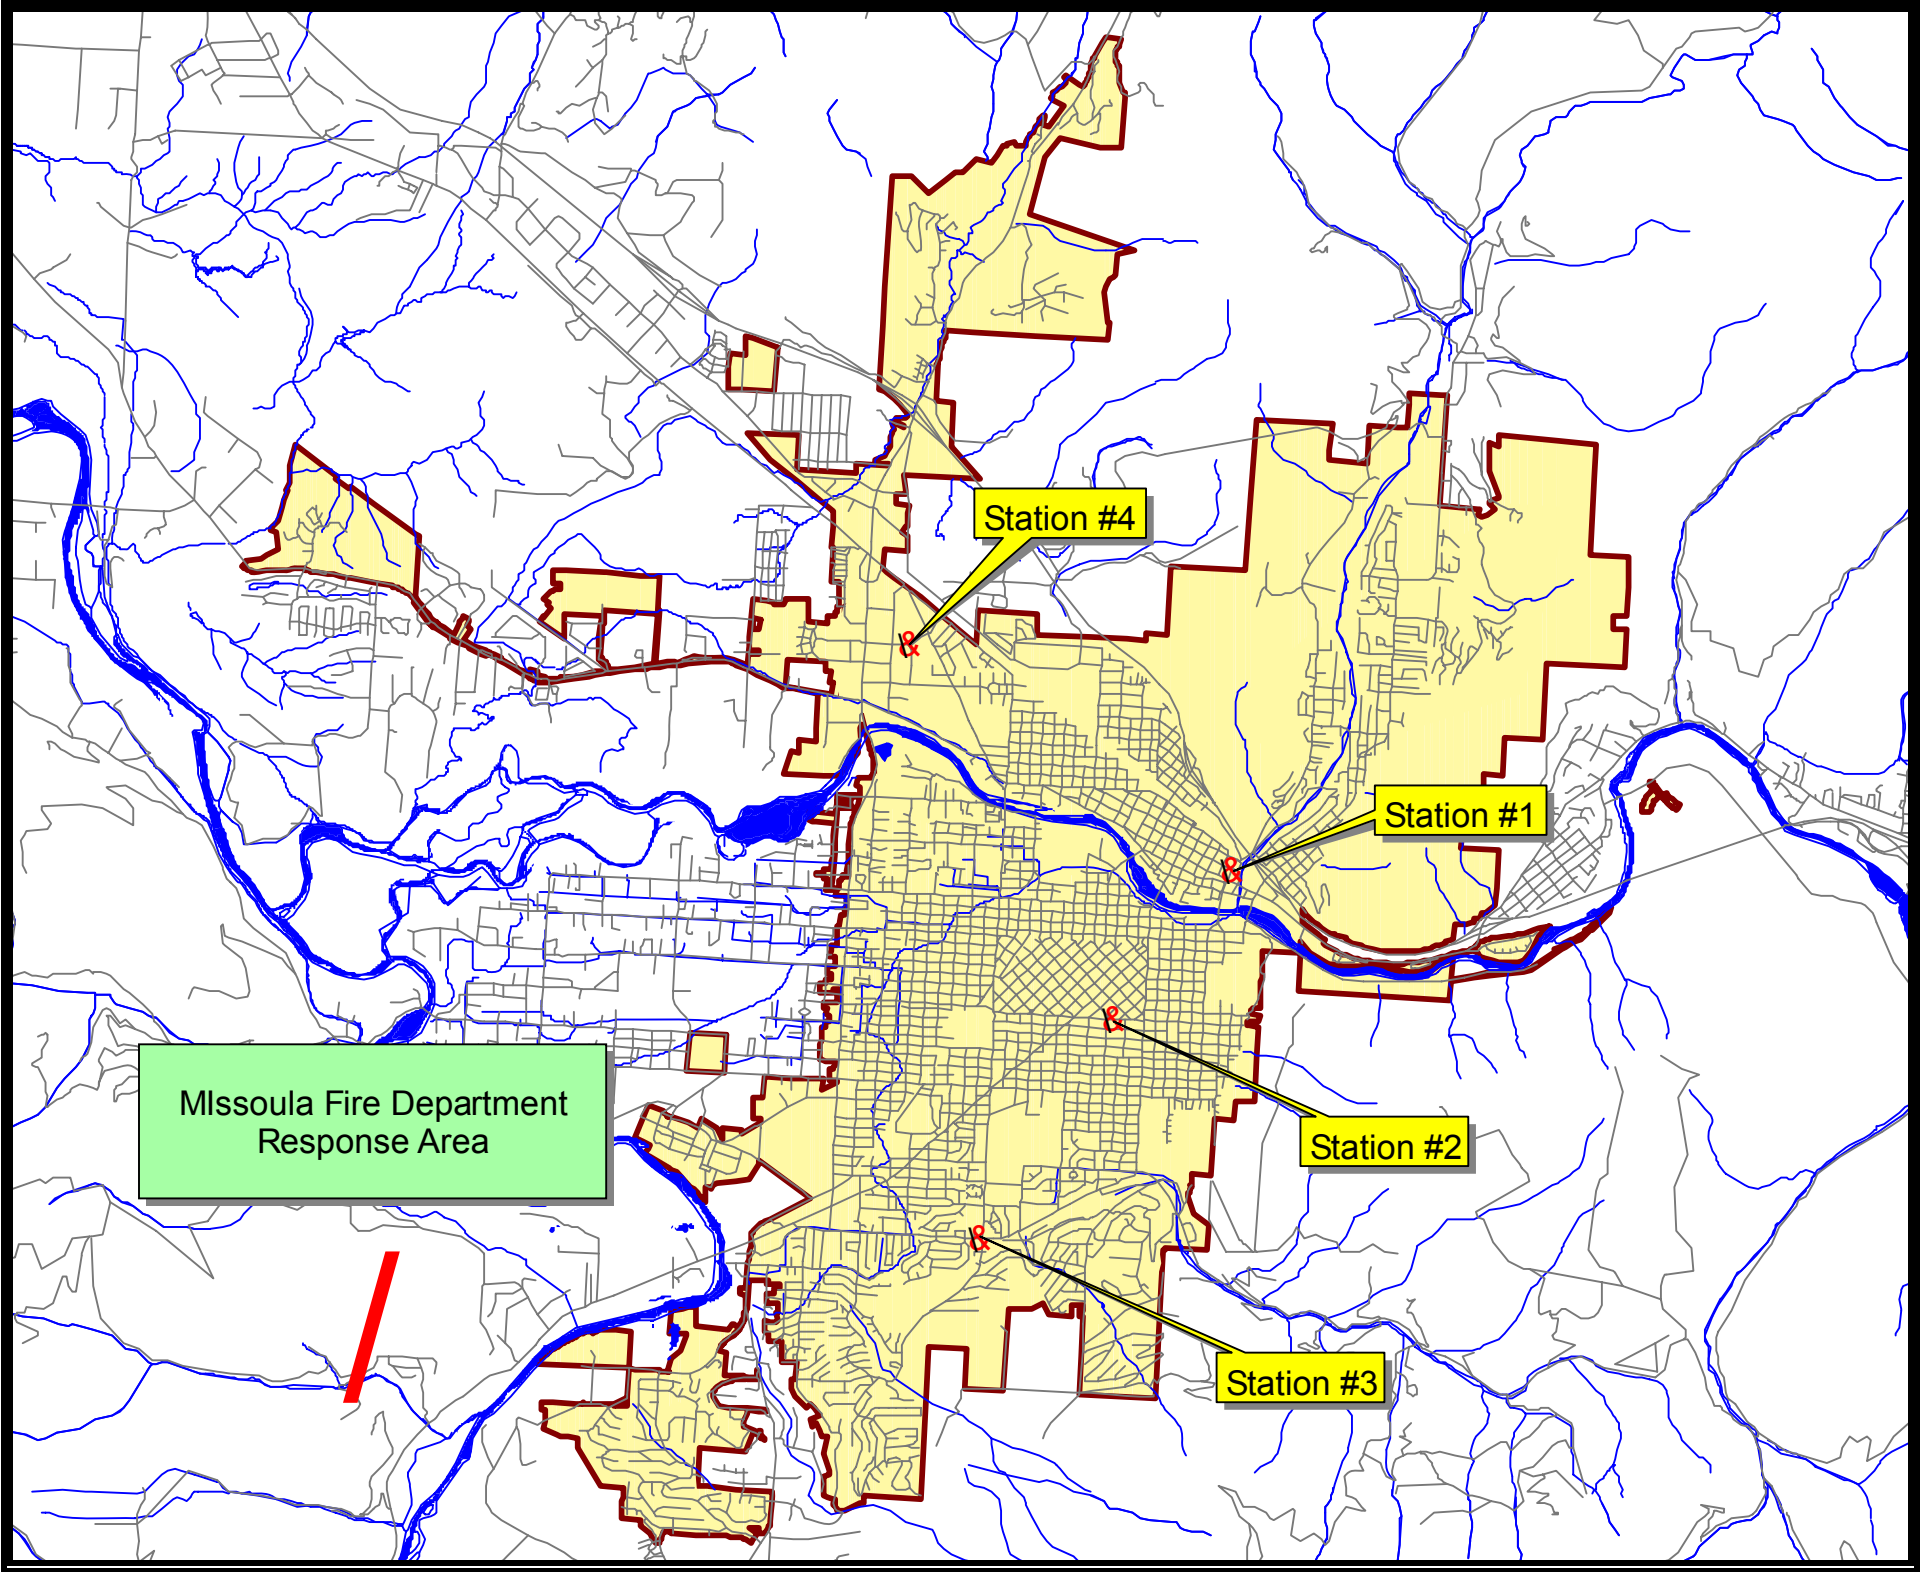 Station #4
Station #1
MIssoula Fire Department
Response Area
Station #2
Station #3
&
&
&
&